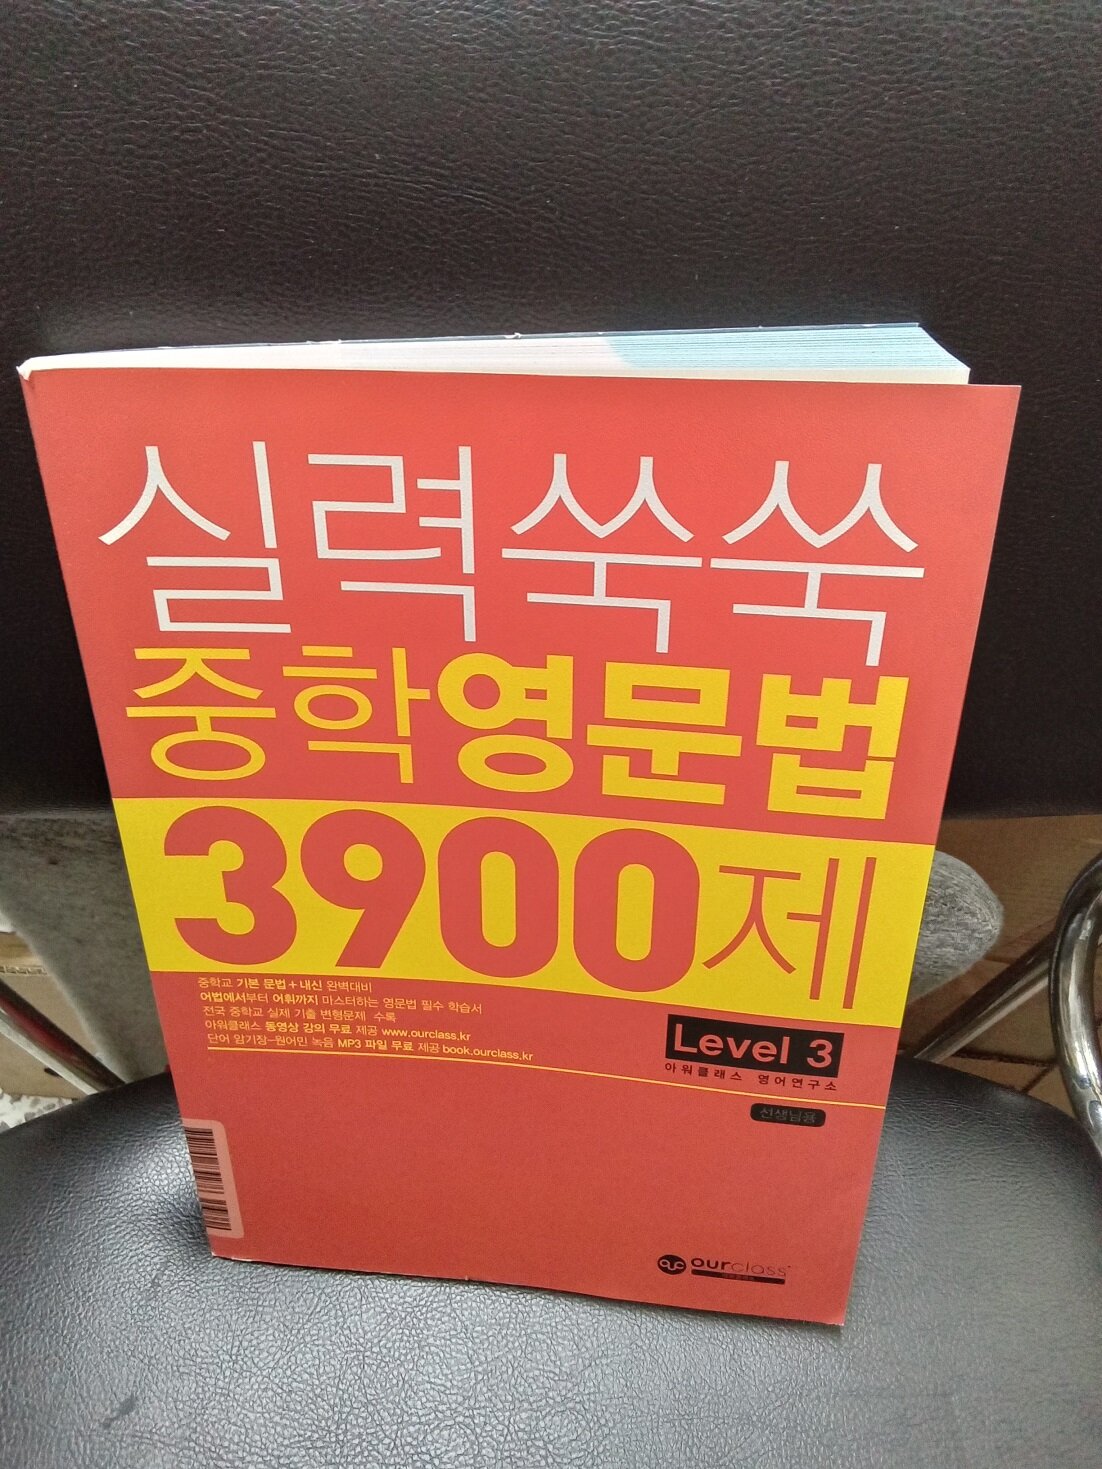 실력쑥쑥
중학영문법
3900제
중학교 기본 문법+내신 완벽대비
어법에서부터 어휘까지 마스터하는 영문법 필수 학습서
전국 중학교 실제 기출 변형문제 수록
아워클래스 동영상 강의 무료 제공 www.ourclass.kr
단어 암기장-원어민 녹음 MP3 파일 무료 제공 book.ourclass.kr
Level 3
아워클래스 영어연구소
선생님용
ouc ourclass